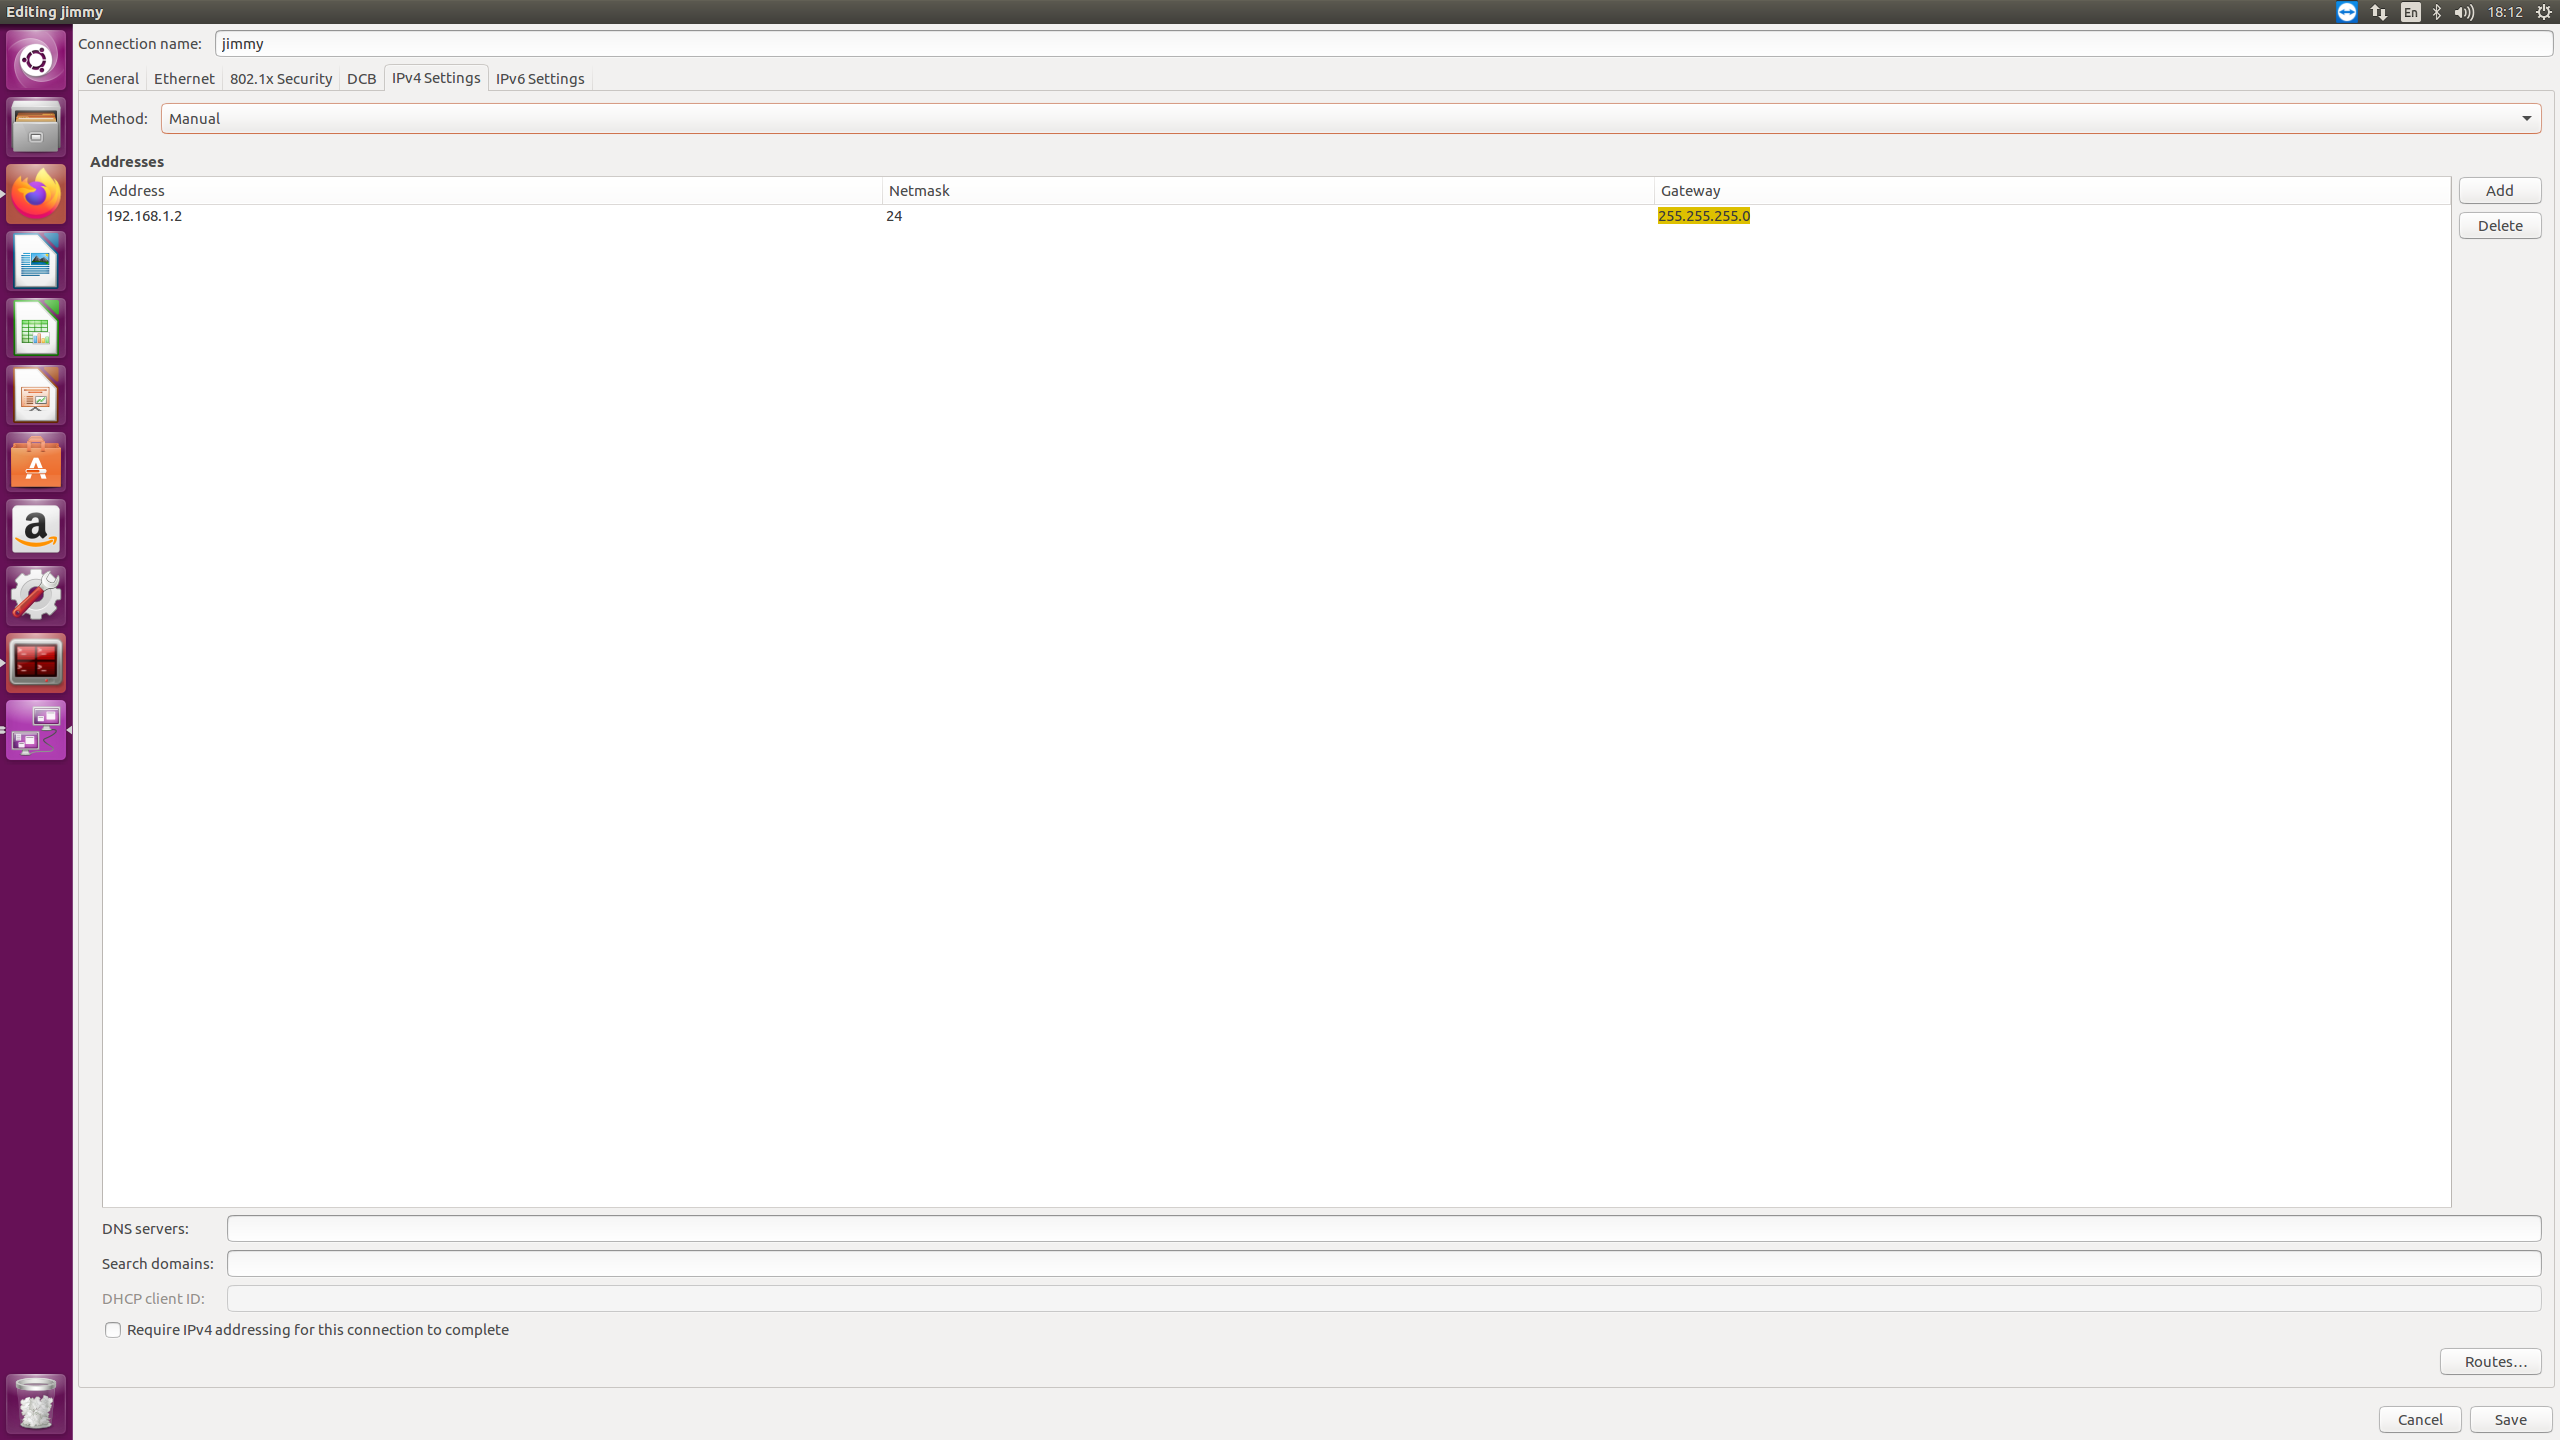 Editing jimmy
En
18:12
Connection name: jimmy
General Ethernet 802.1x Security DCB IPv4 Settings IPv6 Settings
Method: Manual
Addresses
Address Netmask Gateway
Add
192.168.1.2 24 255.255.255.0
Delete
DNS servers:
Search domains:
DHCP client ID:
Require IPv4 addressing for this connection to complete
Routes…
Cancel Save